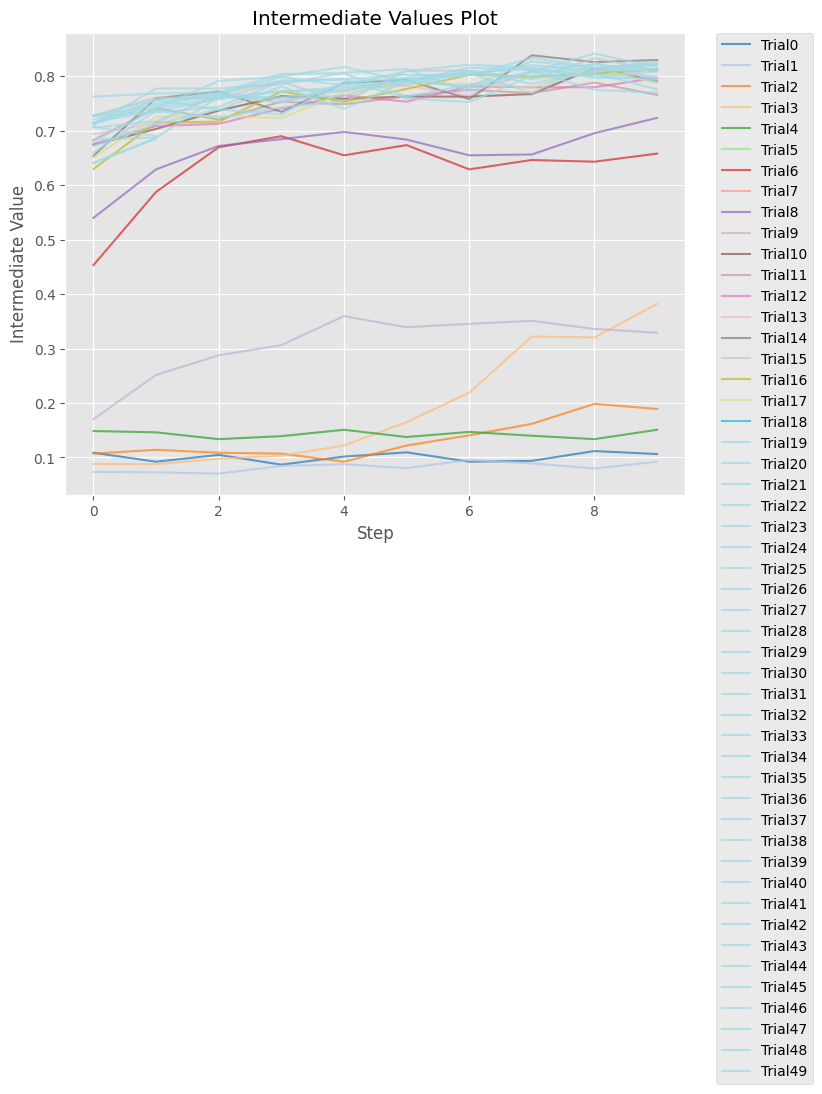 Intermediate Values Plot
Intermediate Value
0.8
0.7
0.6
0.5
0.4
0.3
0.2
0.1
0 2 4 6 8
Step
Trial0
Trial1
Trial2
Trial3
Trial4
Trial5
Trial6
Trial7
Trial8
Trial9
Trial10
Trial11
Trial12
Trial13
Trial14
Trial15
Trial16
Trial17
Trial18
Trial19
Trial20
Trial21
Trial22
Trial23
Trial24
Trial25
Trial26
Trial27
Trial28
Trial29
Trial30
Trial31
Trial32
Trial33
Trial34
Trial35
Trial36
Trial37
Trial38
Trial39
Trial40
Trial41
Trial42
Trial43
Trial44
Trial45
Trial46
Trial47
Trial48
Trial49